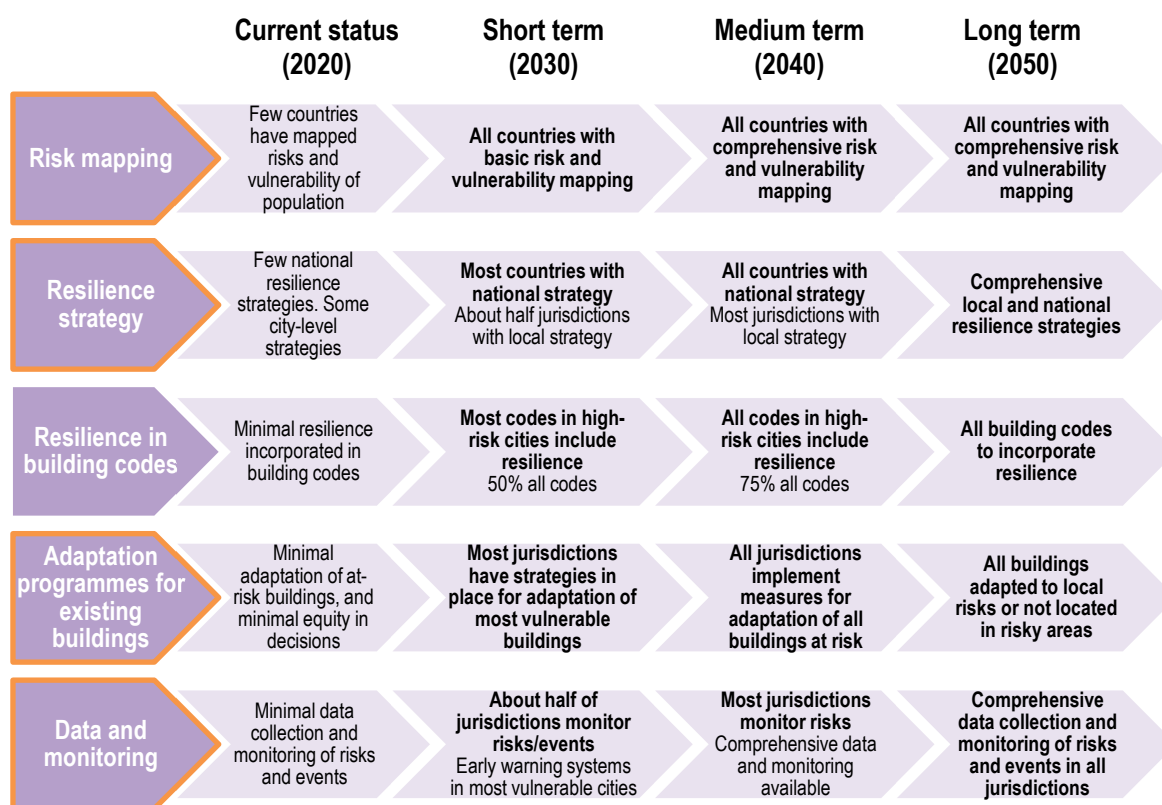 Current status
(2020)
Short term
(2030)
Medium term
(2040)
Long term
(2050)
Risk mapping
Few countries
have mapped
risks and
vulnerability of
population
All countries with
basic risk and
vulnerability mapping
All countries with
comprehensive risk
and vulnerability
mapping
All countries with
comprehensive risk
and vulnerability
mapping
Resilience
strategy
Few national
resilience
strategies. Some
city-level
strategies
Most countries with
national strategy
About half jurisdictions
with local strategy
All countries with
national strategy
Most jurisdictions with
local strategy
Comprehensive
local and national
resilience strategies
Resilience in
building codes
Minimal resilience
incorporated in
building codes
Most codes in high-
risk cities include
resilience
50% all codes
All codes in high-
risk cities include
resilience
75% all codes
All building codes
to incorporate
resilience
Adaptation
programmes for
existing
buildings
Minimal
adaptation of at-
risk buildings, and
minimal equity in
decisions
Most jurisdictions
have strategies in
place for adaptation of
most vulnerable
buildings
All jurisdictions
implement
measures for
adaptation of all
buildings at risk
All buildings
adapted to local
risks or not located
in risky areas
Data and
monitoring
Minimal data
collection and
monitoring of risks
and events
About half of
jurisdictions monitor
risks/events
Early warning systems
in most vulnerable cities
Most jurisdictions
monitor risks
Comprehensive data
and monitoring
available
Comprehensive
data collection and
monitoring of risks
and events in all
jurisdictions